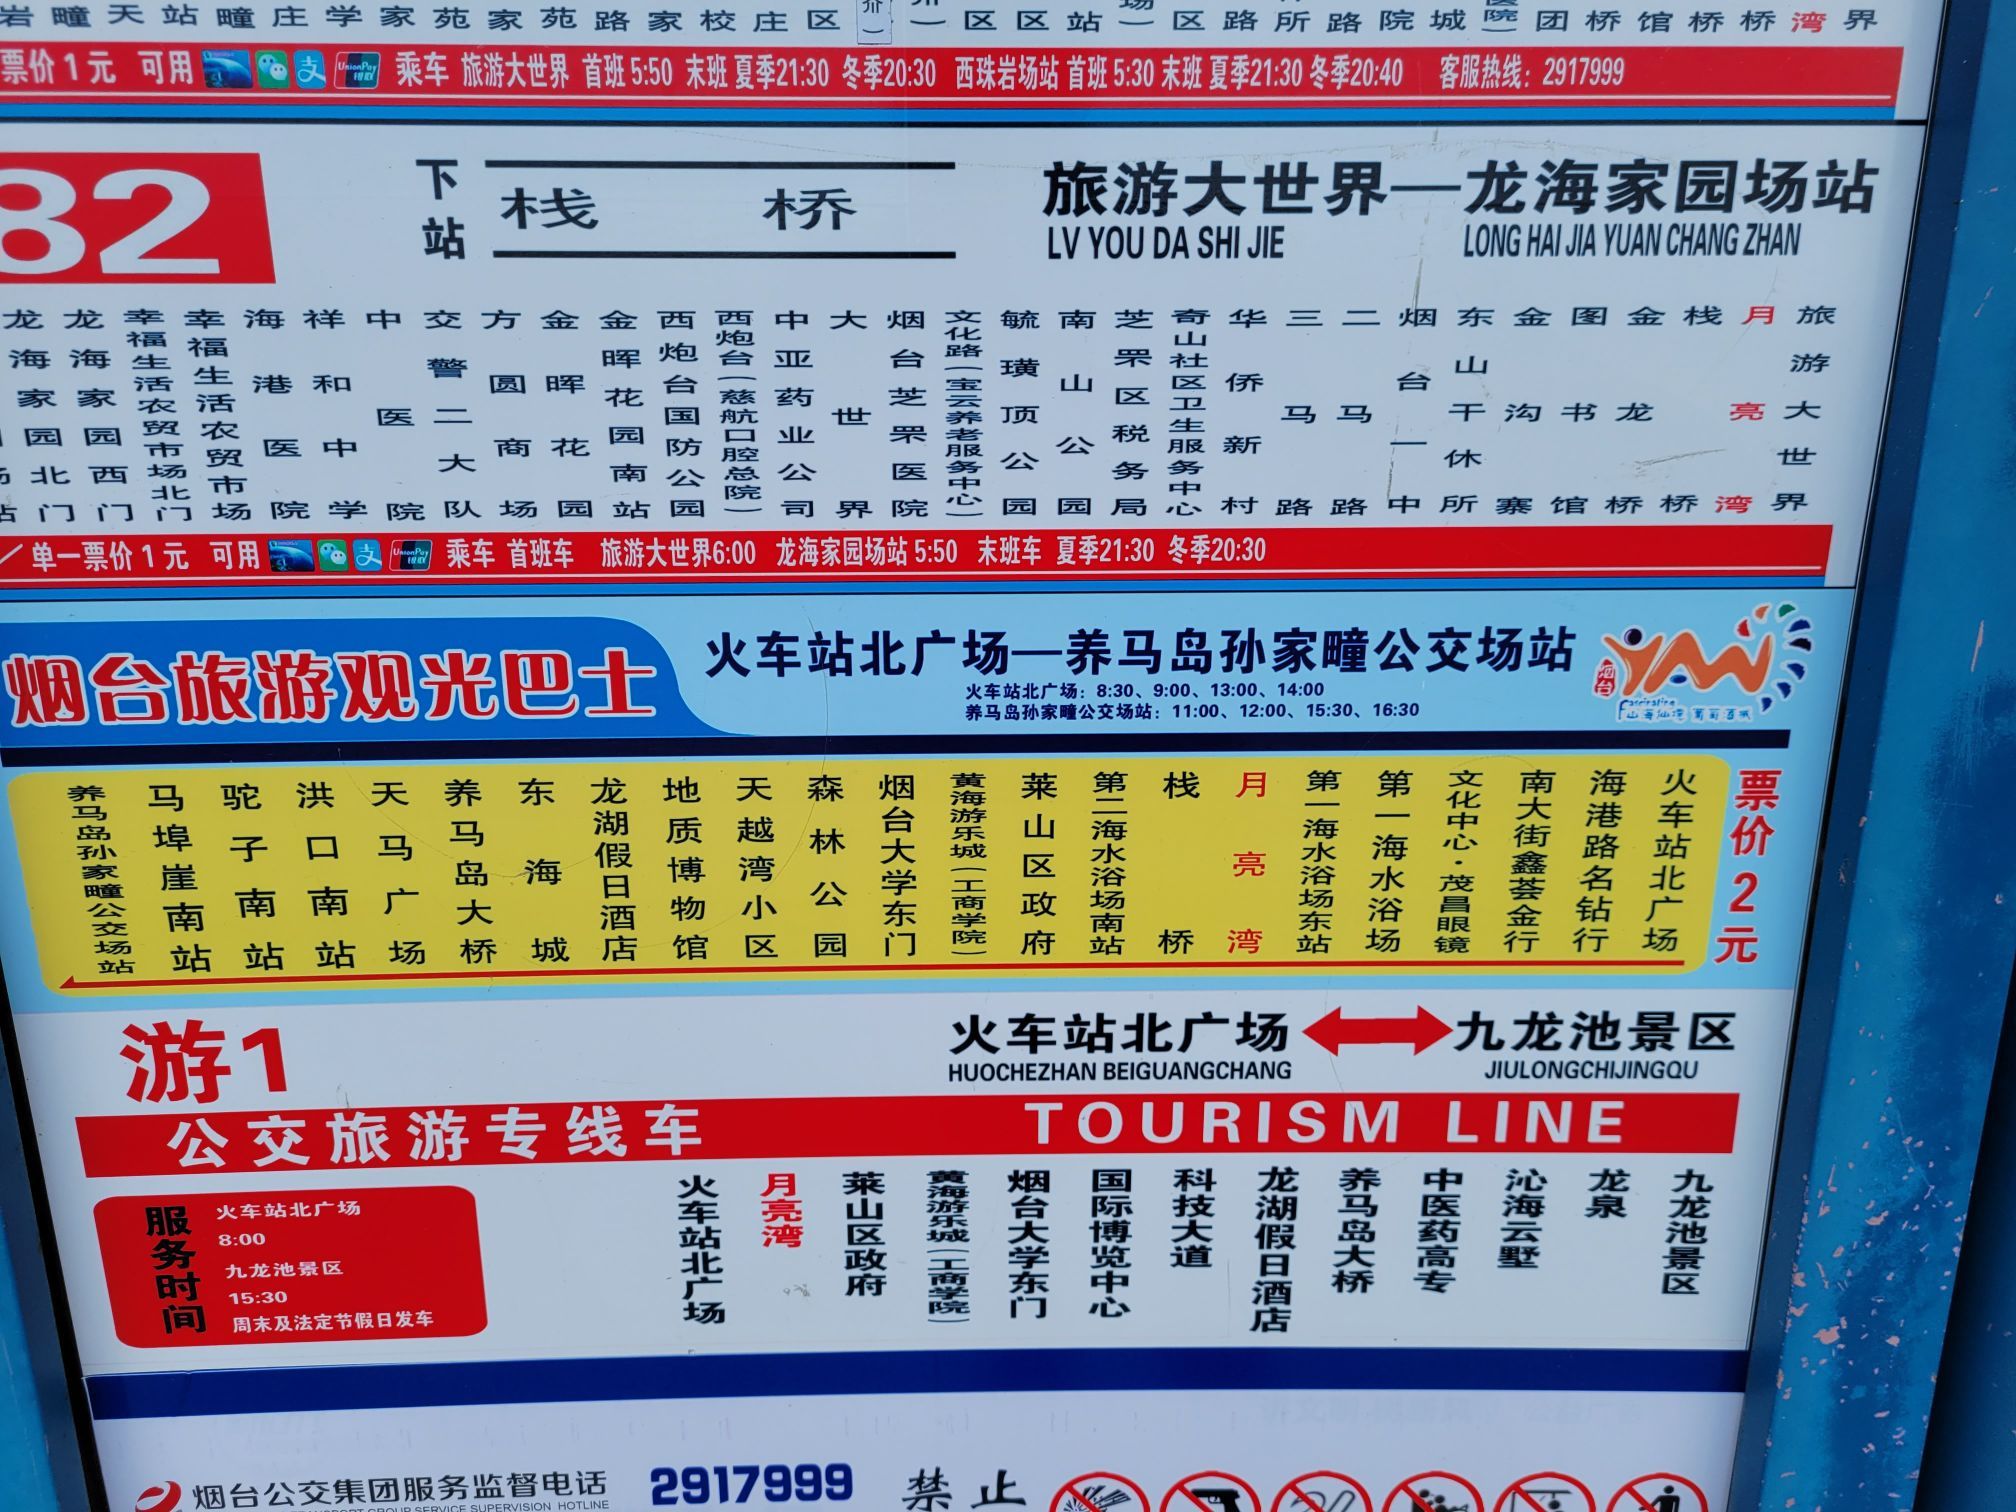 岩 疃 天 站 疃 庄 学 家 苑 家 苑 路 家 校 庄 区 区 区 站 区 路 所 路 院 城 团 桥 馆 桥 桥 湾 界
票价1元 可用 UnionPay 银联 乘车 旅游大世界 首班5:50 末班 夏季21:30 冬季20:30 西珠岩场站 首班5:30 末班 夏季21:30 冬季20:40 客服热线：2917999
82
下站
栈 桥
旅游大世界—龙海家园场站
LV YOU DA SHI JIE LONG HAI JIA YUAN CHANG ZHAN
龙海家园北门
龙海家园西门
幸福生活农贸市场北门
幸福生活农贸市场
海港医院
祥和中学
中医院
交警二大队
方圆商场
金晖花园
金晖花园南站
西炮台国防公园
西炮台(慈航口腔总院)
中亚药业公司
大世界
烟台芝罘医院
文化路(宝云养老服务中心)
毓璜顶公园
南山公园
芝罘区税务局
奇山社区卫生服务中心
华侨新村
三马路
二马路
烟台一中
东山干休所
金沟寨
图书馆
金龙桥
栈桥
月亮湾
旅游大世界
／单一票价1元 可用 UnionPay 银联 乘车 首班车 旅游大世界6:00 龙海家园场站5:50 末班车 夏季21:30 冬季20:30
烟台旅游观光巴士
火车站北广场—养马岛孙家疃公交场站
火车站北广场：8:30、9:00、13:00、14:00
养马岛孙家疃公交场站：11:00、12:00、15:30、16:30
烟台
Fascinating
山海仙境 葡萄酒城
养马岛孙家疃公交场站
马埠崖南站
驼子南站
洪口南站
天马广场
养马岛大桥
东海城
龙湖假日酒店
地质博物馆
天越湾小区
森林公园
烟台大学东门
黄海游乐城(工商学院)
莱山区政府
第二海水浴场南站
栈桥
月亮湾
第一海水浴场东站
第一海水浴场
文化中心·茂昌眼镜
南大街鑫荟金行
海港路名钻行
火车站北广场
票价2元
游1
火车站北广场 九龙池景区
HUOCHEZHAN BEIGUANGCHANG JIULONGCHIJINGQU
公交旅游专线车 TOURISM LINE
服务时间
火车站北广场
8:00
九龙池景区
15:30
周末及法定节假日发车
火车站北广场
月亮湾
莱山区政府
黄海游乐城(工商学院)
烟台大学东门
国际博览中心
科技大道
龙湖假日酒店
养马岛大桥
中医药高专
沁海云墅
龙泉
九龙池景区
烟台公交集团服务监督电话 2917999 禁止
TRANSPORT GROUP SERVICE SUPERVISION HOTLINE